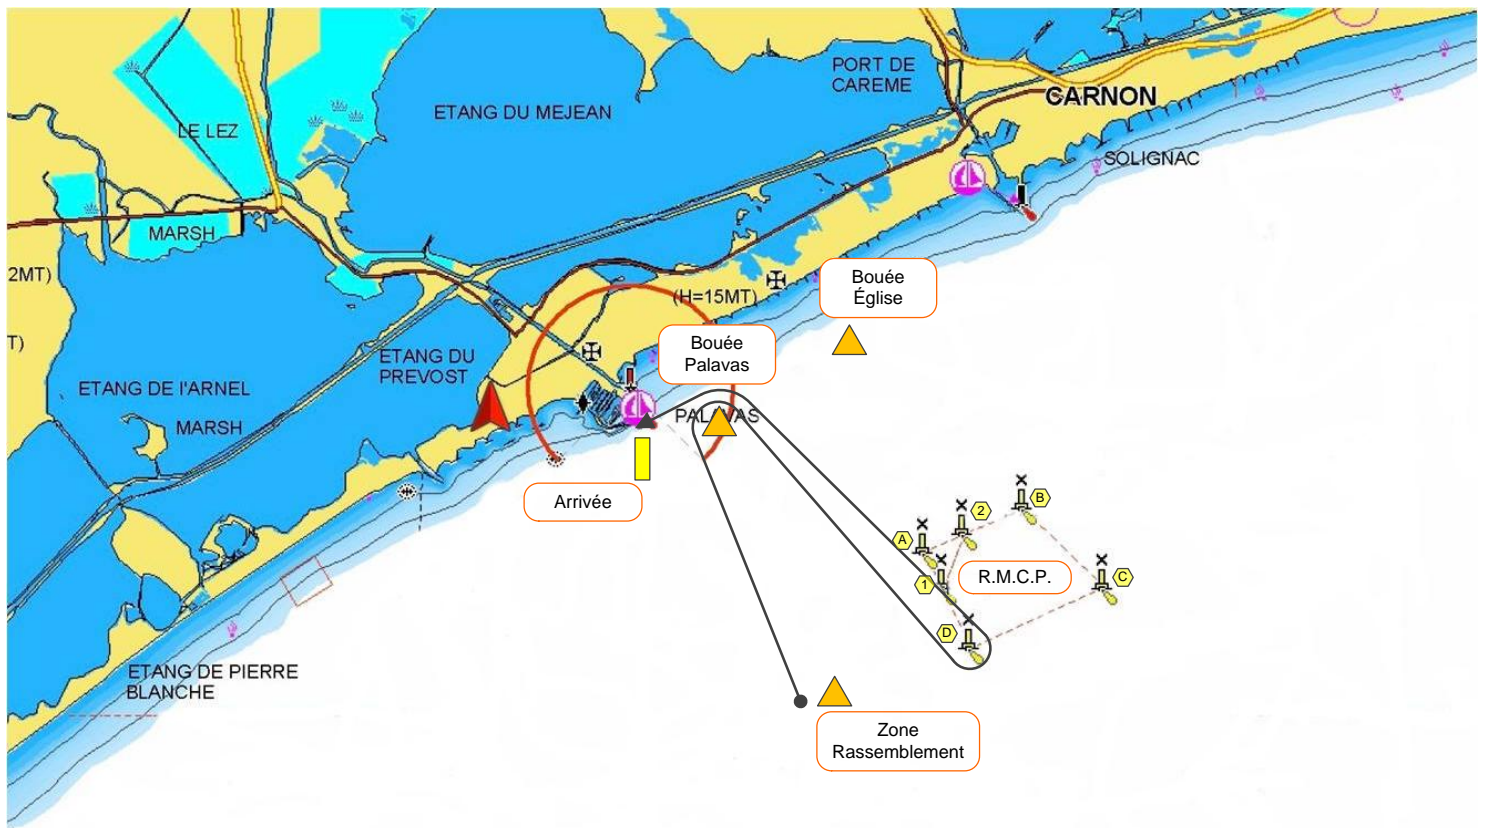 PORT DE
CAREME
CARNON
ETANG DU MEJEAN
LE LEZ
SOLIGNAC
MARSH
2MT)
(H=15MT)
Bouée
Église
T)
Bouée
Palavas
ETANG DU
PREVOST
ETANG DE l'ARNEL
MARSH
PALAVAS
Arrivée
B
2
A
1
R.M.C.P.
C
D
ETANG DE PIERRE
BLANCHE
Zone
Rassemblement